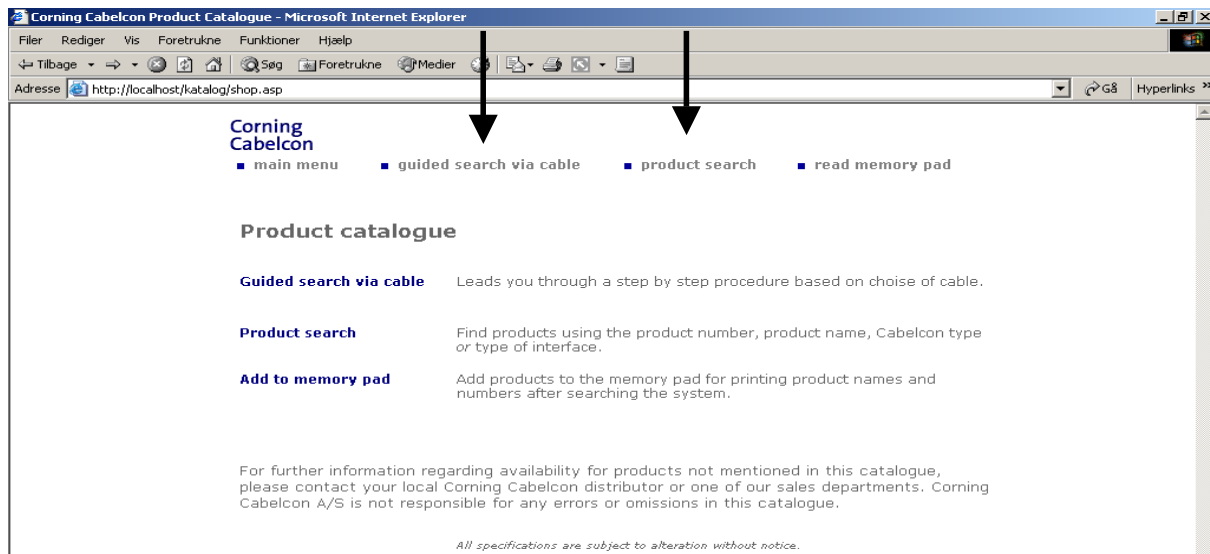 Corning Cabelcon Product Catalogue - Microsoft Internet Explorer
Filer Rediger Vis Foretrukne Funktioner Hjælp
Tilbage Søg Foretrukne Medier
Adresse http://localhost/katalog/shop.asp Gå Hyperlinks »
Corning
Cabelcon
main menu guided search via cable product search read memory pad
Product catalogue
Guided search via cable Leads you through a step by step procedure based on choise of cable.
Product search Find products using the product number, product name, Cabelcon type
or type of interface.
Add to memory pad Add products to the memory pad for printing product names and
numbers after searching the system.
For further information regarding availability for products not mentioned in this catalogue,
please contact your local Corning Cabelcon distributor or one of our sales departments. Corning
Cabelcon A/S is not responsible for any errors or omissions in this catalogue.
All specifications are subject to alteration without notice.